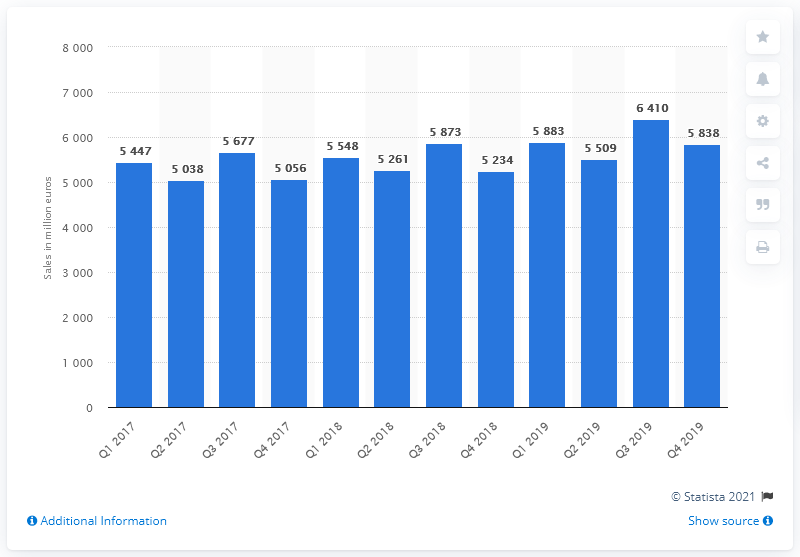 8 000
7 000
6 000
5 000
4 000
3 000
2 000
1 000
0
Sales in million euros
5 447
5 038
5 677
5 056
5 548
5 261
5 873
5 234
5 883
5 509
6 410
5 838
Q1 2017
Q2 2017
Q3 2017
Q4 2017
Q1 2018
Q2 2018
Q3 2018
Q4 2018
Q1 2019
Q2 2019
Q3 2019
Q4 2019
© Statista 2021
Additional Information
Show source